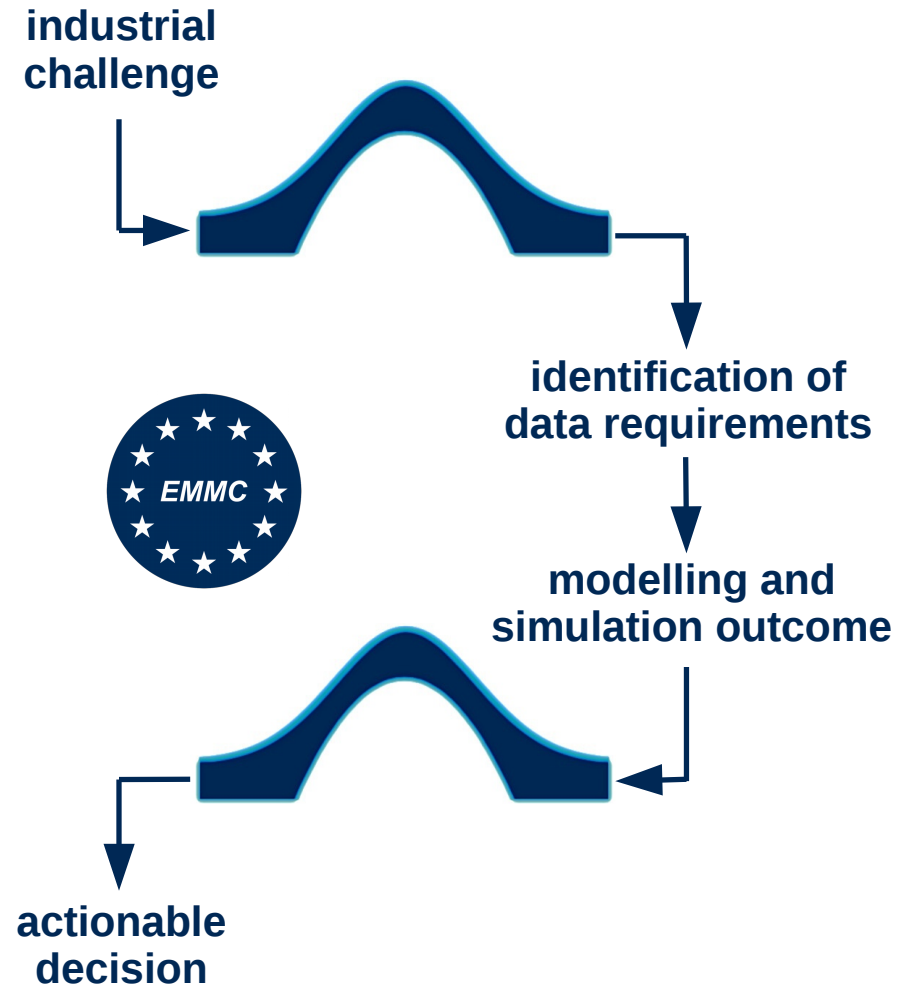 industrial
challenge
identification of
data requirements
EMMC
modelling and
simulation outcome
actionable
decision